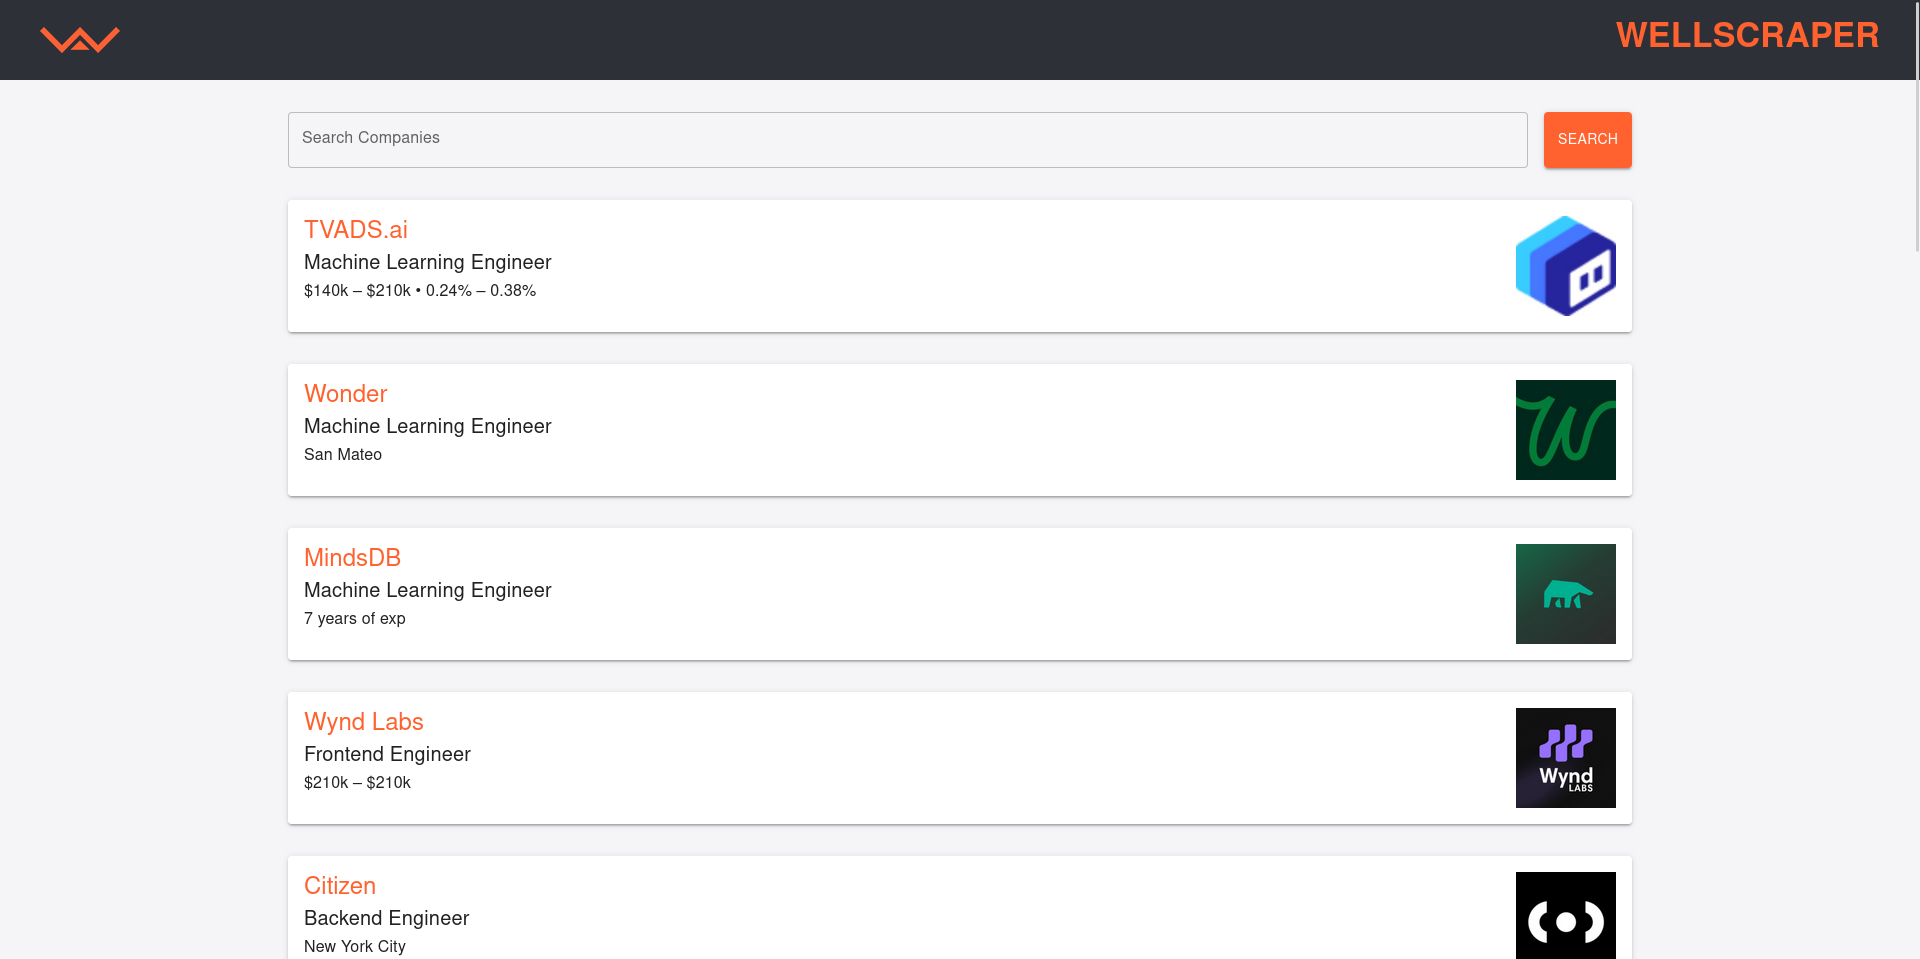 WELLSCRAPER
Search Companies
SEARCH
TVADS.ai
Machine Learning Engineer
$140k – $210k • 0.24% – 0.38%
Wonder
Machine Learning Engineer
San Mateo
MindsDB
Machine Learning Engineer
7 years of exp
Wynd Labs
Frontend Engineer
$210k – $210k
Wynd
LABS
Citizen
Backend Engineer
New York City